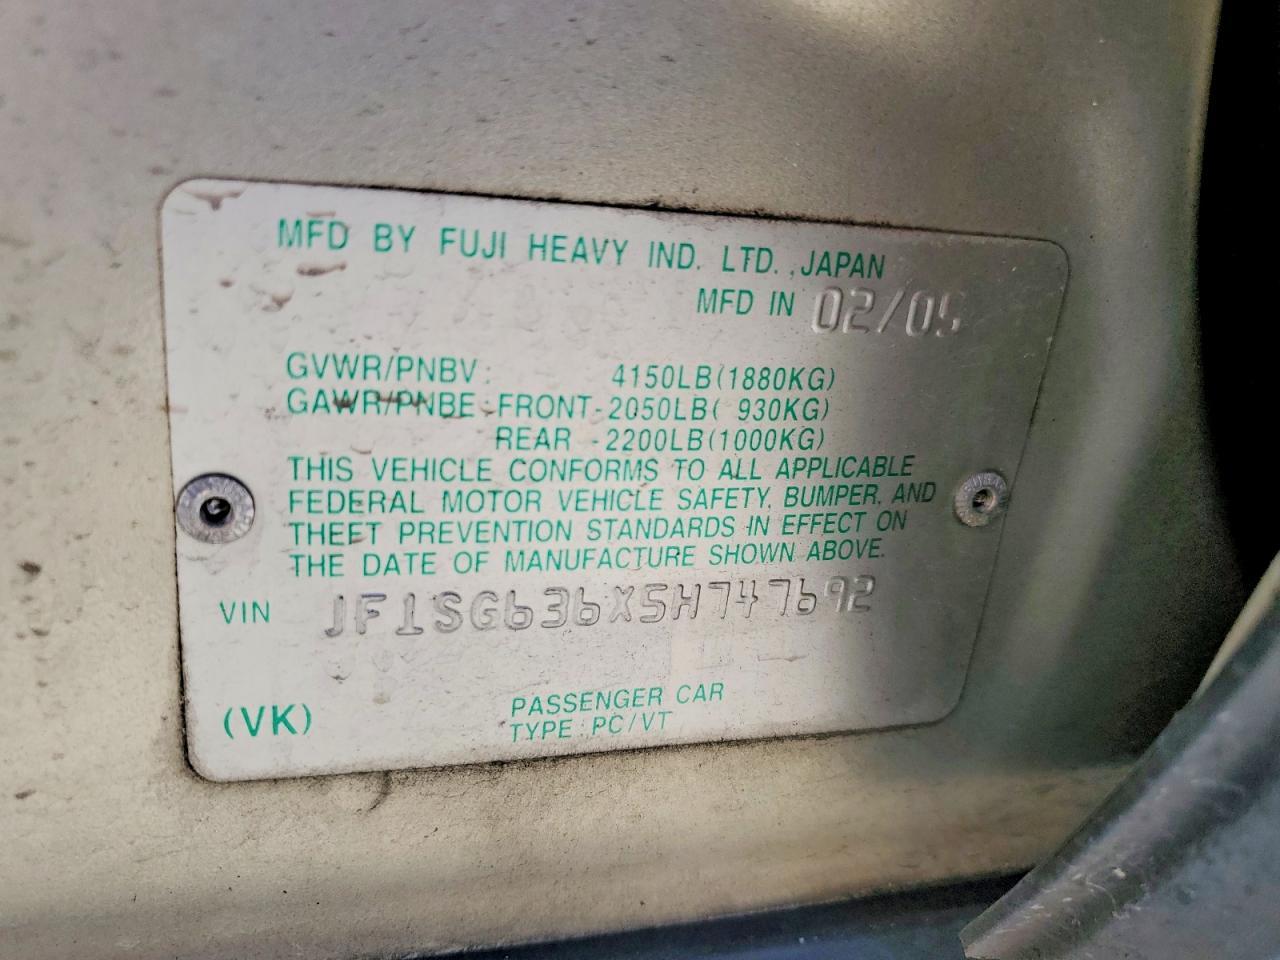 MFD BY FUJI HEAVY IND. LTD.,JAPAN
MFD IN 02/05
GVWR/PNBV: 4150LB(1880KG)
GAWR/PNBE-FRONT-2050LB( 930KG)
REAR -2200LB(1000KG)
THIS VEHICLE CONFORMS TO ALL APPLICABLE
FEDERAL MOTOR VEHICLE SAFETY, BUMPER, AND
THEFT PREVENTION STANDARDS IN EFFECT ON
THE DATE OF MANUFACTURE SHOWN ABOVE.
VIN JF1SG636X5H747692
(VK) PASSENGER CAR
TYPE:PC/VT